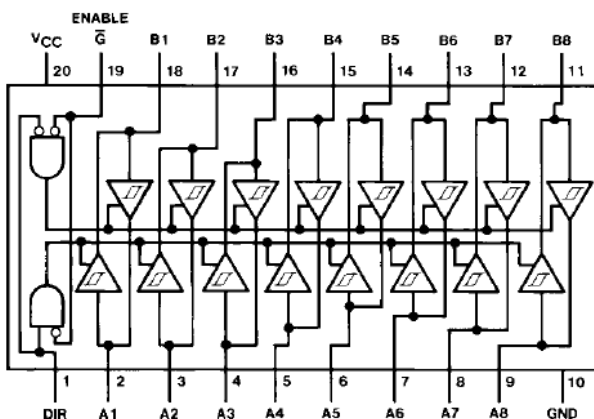 ENABLE
VCC G̅ B1 B2 B3 B4 B5 B6 B7 B8
20 19 18 17 16 15 14 13 12 11
1 2 3 4 5 6 7 8 9 10
DIR A1 A2 A3 A4 A5 A6 A7 A8 GND